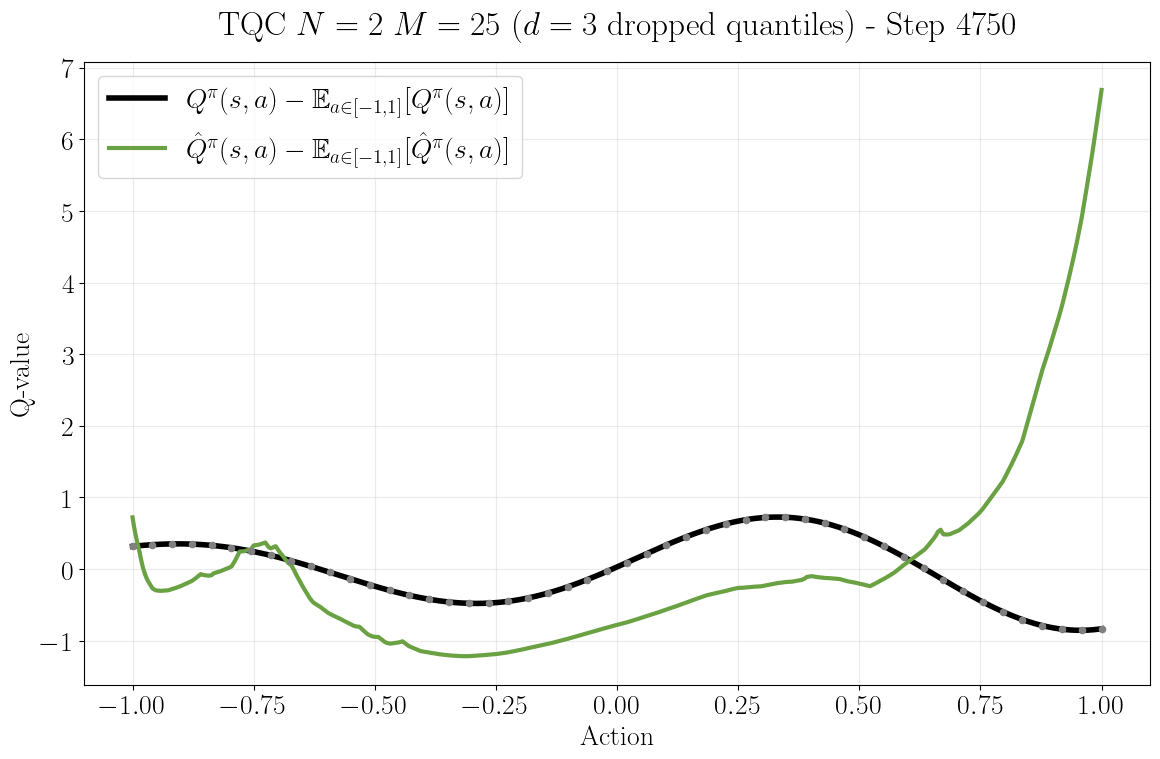 TQC N = 2 M = 25 (d = 3 dropped quantiles) - Step 4750
Q^π(s, a) − 𝔼_{a∈[−1,1]}[Q^π(s, a)]
Q̂^π(s, a) − 𝔼_{a∈[−1,1]}[Q̂^π(s, a)]
7
6
5
4
3
2
1
0
−1
Q-value
−1.00 −0.75 −0.50 −0.25 0.00 0.25 0.50 0.75 1.00
Action